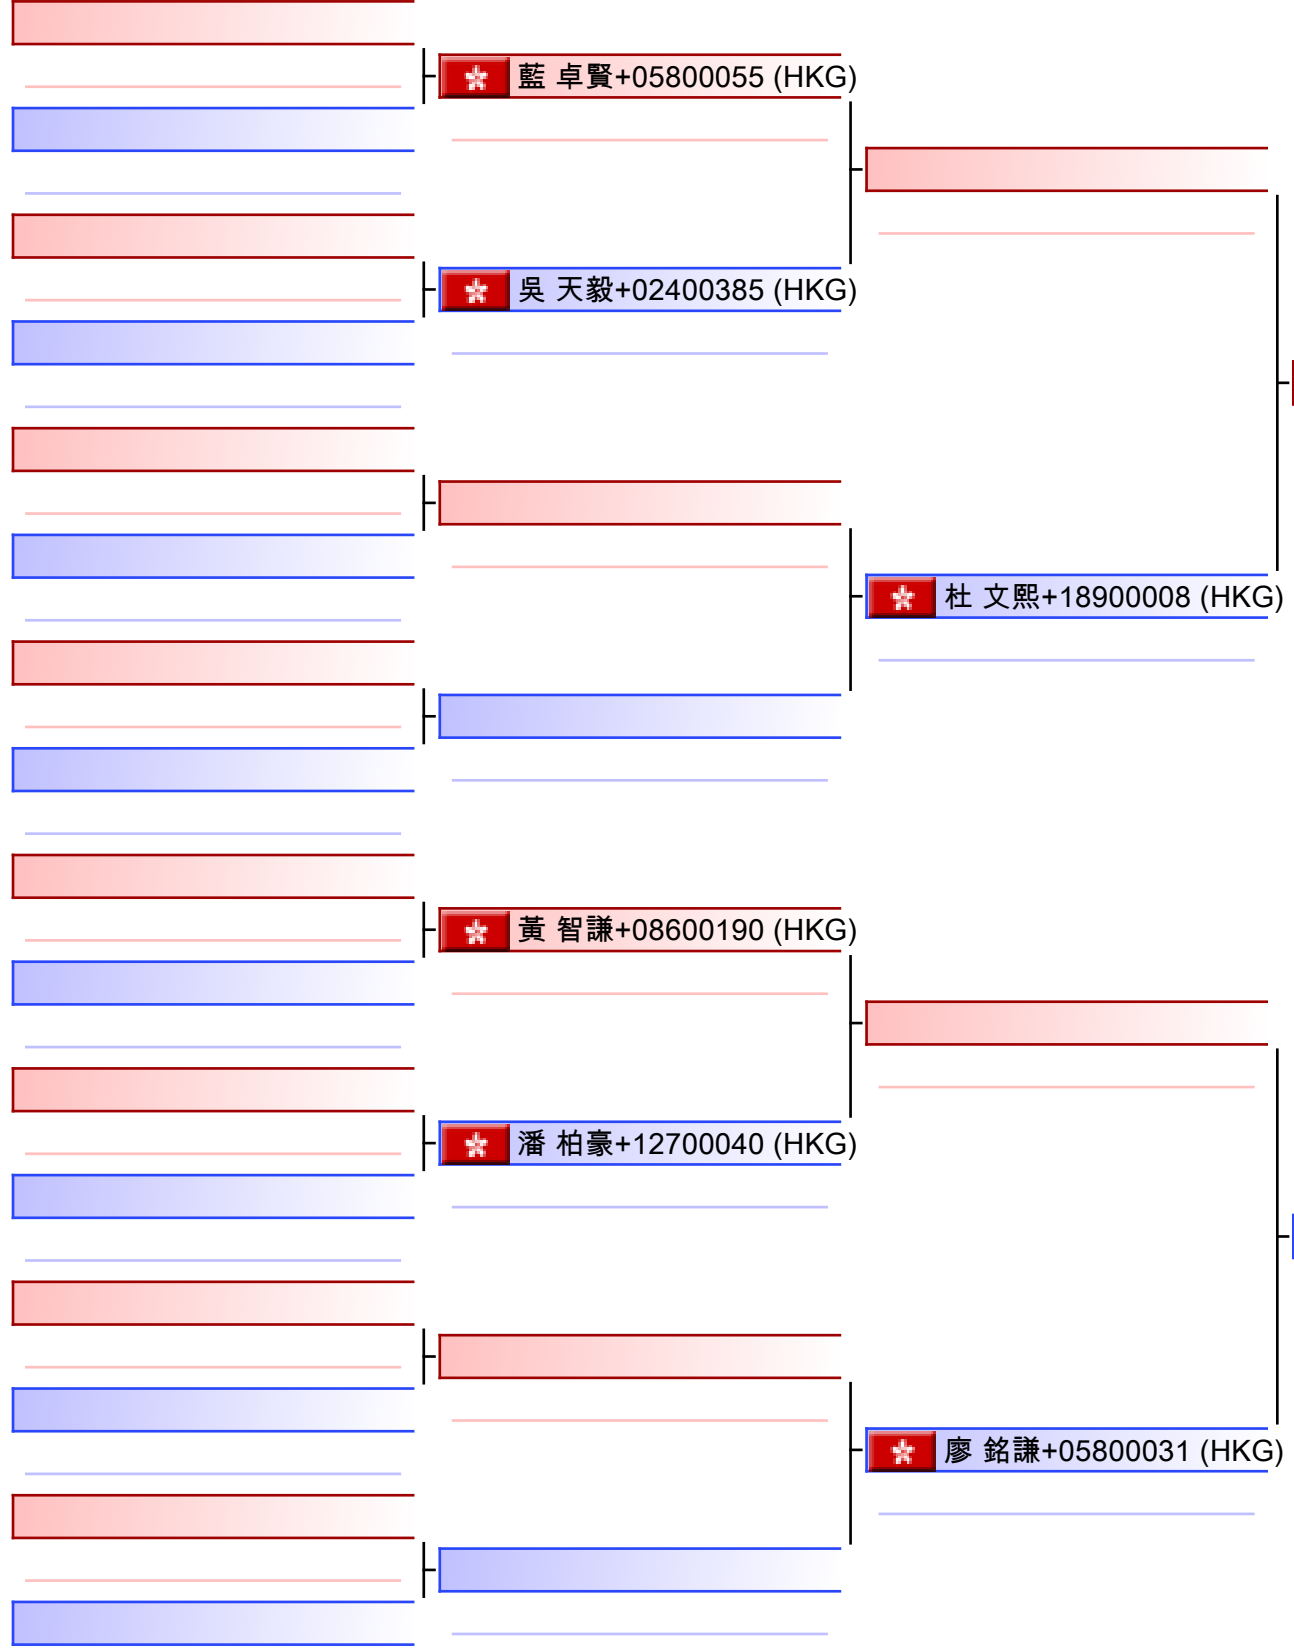 藍 卓賢+05800055 (HKG)
吳 天毅+02400385 (HKG)
杜 文熙+18900008 (HKG)
黃 智謙+08600190 (HKG)
潘 柏豪+12700040 (HKG)
廖 銘謙+05800031 (HKG)